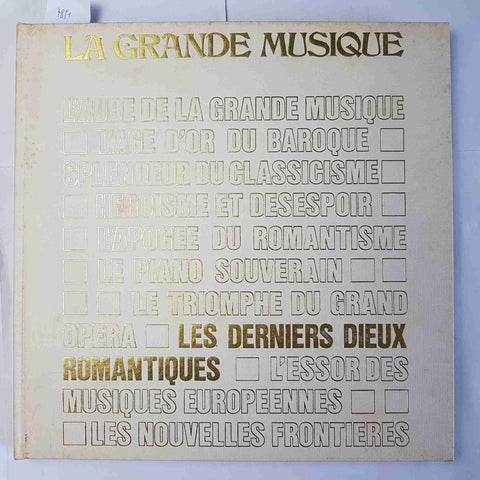 LA GRANDE MUSIQUE
L'AUBE DE LA GRANDE MUSIQUE
□ L'AGE D'OR DU BAROQUE □
SPLENDEUR DU CLASSICISME
□ HEROISME ET DESESPOIR □
□ L'APOGEE DU ROMANTISME
□ LE PIANO SOUVERAIN □ □
□ □ LE TRIOMPHE DU GRAND
OPERA □ LES DERNIERS DIEUX
ROMANTIQUES □ L'ESSOR DES
MUSIQUES EUROPEENNES □ □
□ LES NOUVELLES FRONTIERES